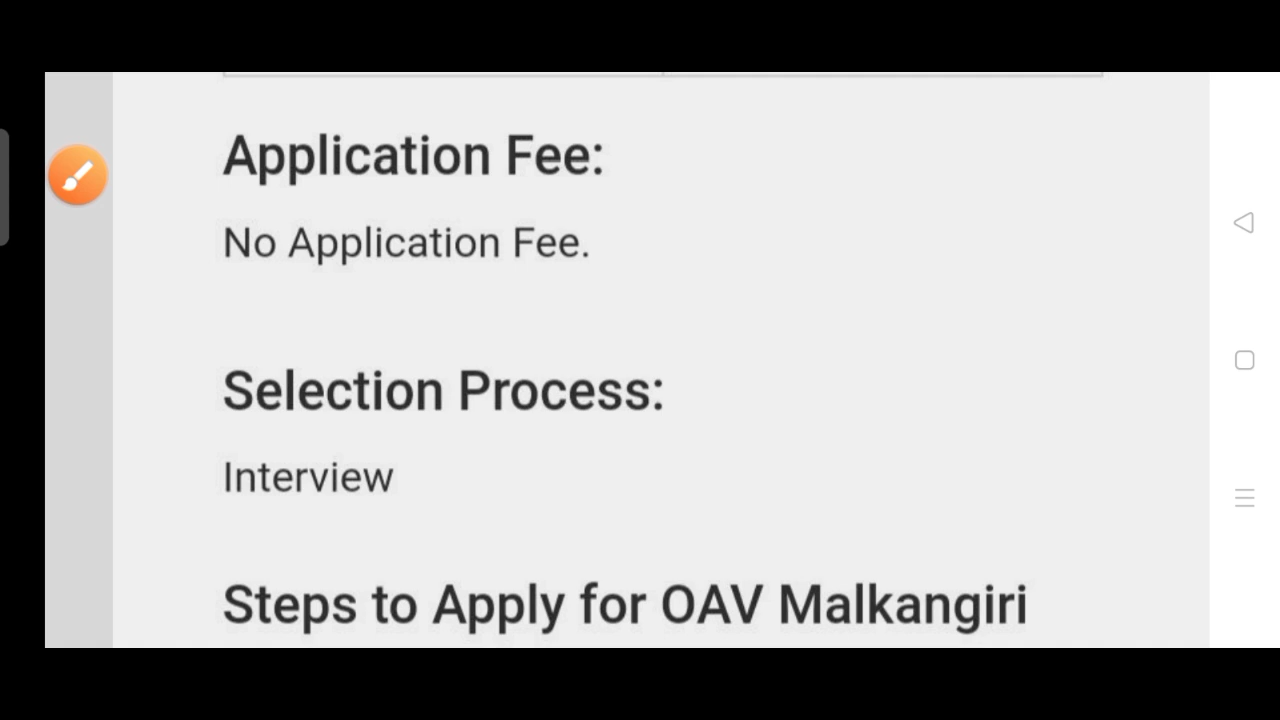 Application Fee:
No Application Fee.
Selection Process:
Interview
Steps to Apply for OAV Malkangiri